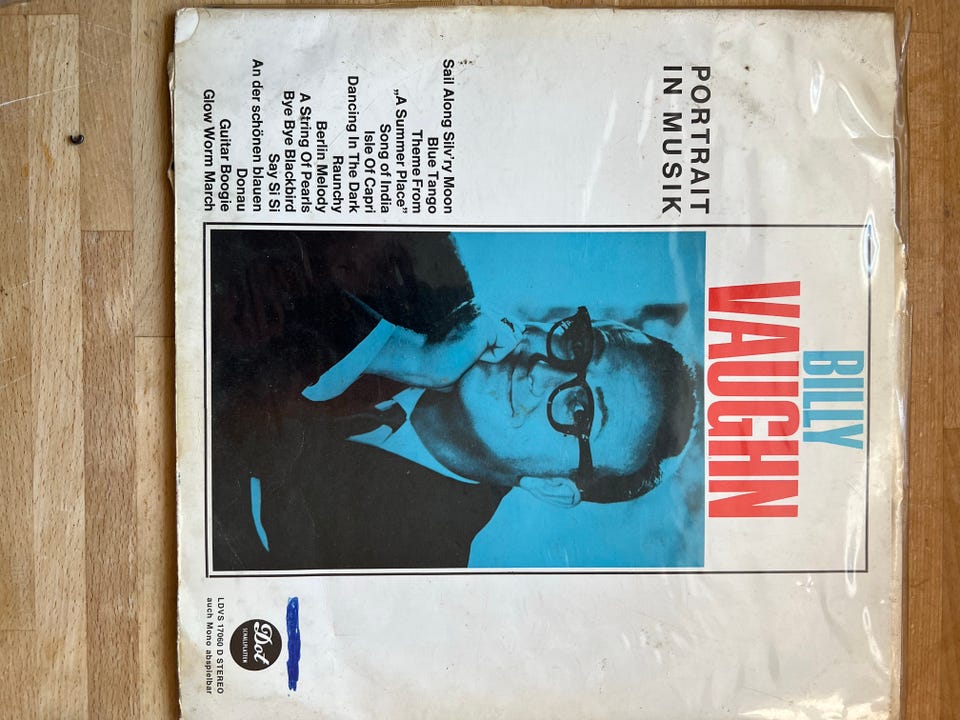 BILLY
VAUGHN
PORTRAIT
IN MUSIK
Sail Along Silv'ry Moon
Blue Tango
Theme From
„A Summer Place”
Song of India
Isle Of Capri
Dancing In The Dark
Raunchy
Berlin Melody
A String Of Pearls
Bye Bye Blackbird
Say Si Si
An der schönen blauen
Donau
Guitar Boogie
Glow Worm March
Dot
SCHALLPLATTEN
LDVS 17060 D STEREO
auch Mono abspielbar